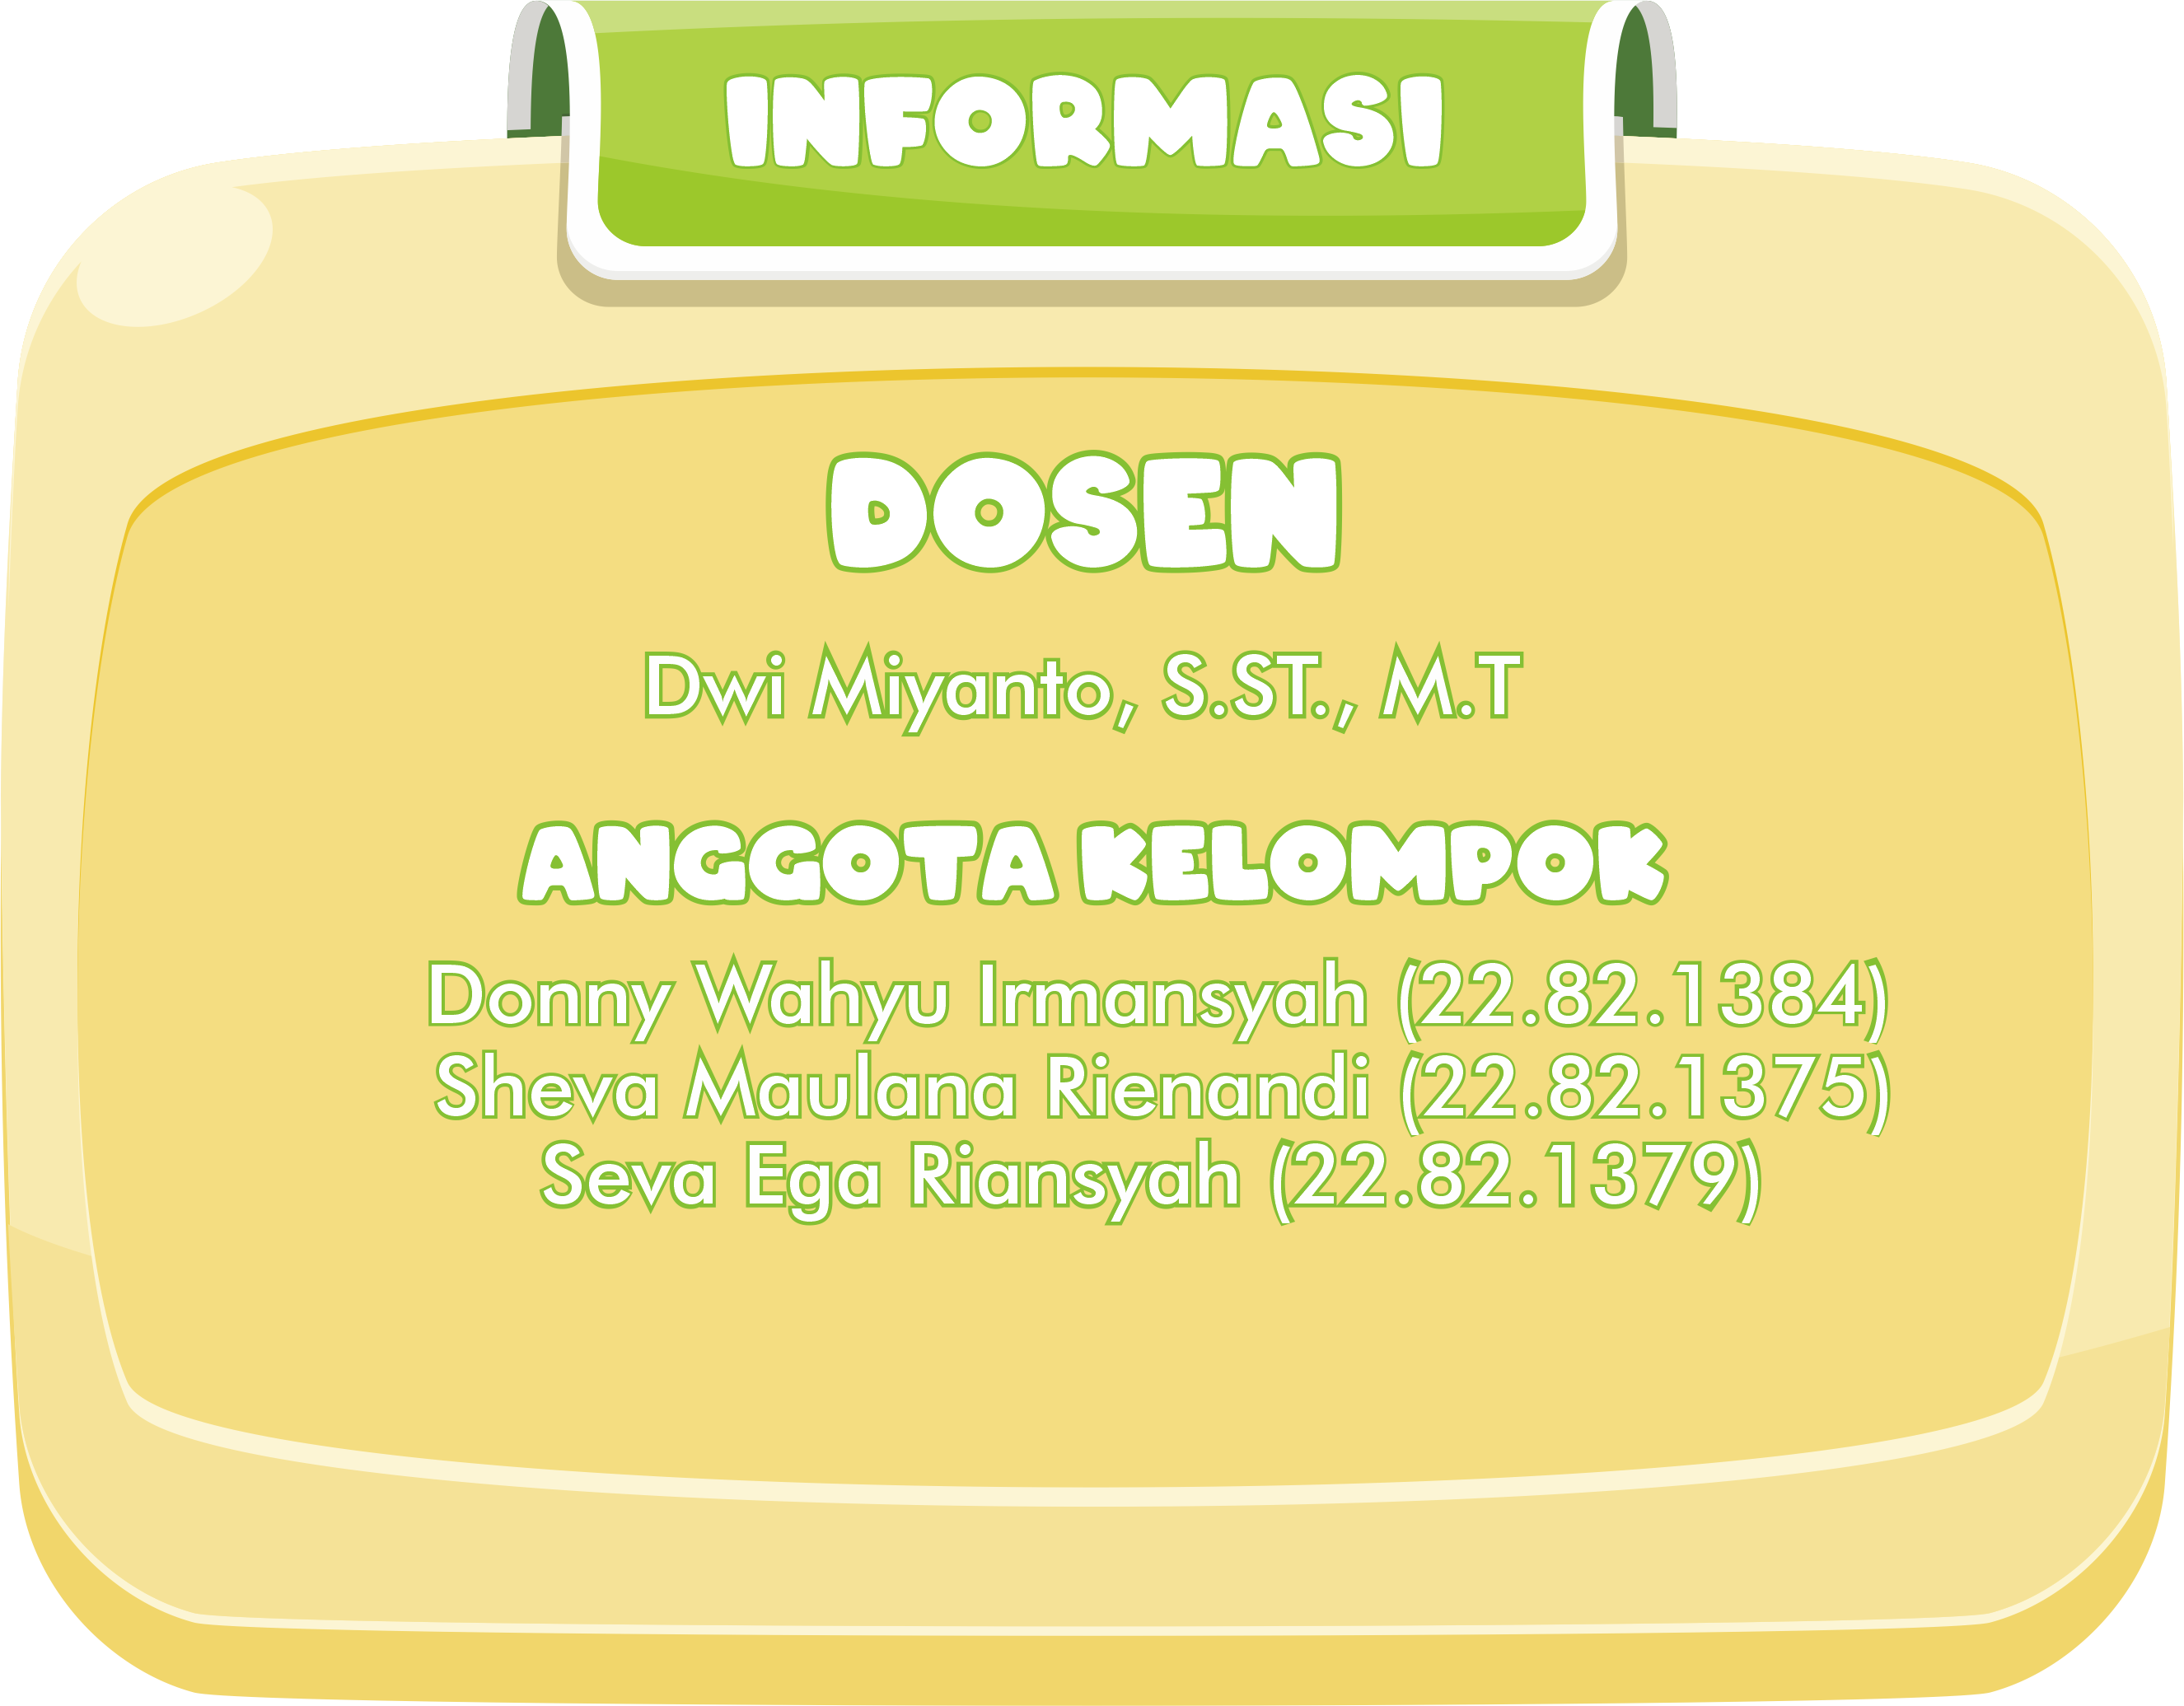 INFORMASI
DOSEN
Dwi Miyanto, S.ST., M.T
ANGGOTA KELOMPOK
Donny Wahyu Irmansyah (22.82.1384)
Sheva Maulana Rienandi (22.82.1375)
Seva Ega Riansyah (22.82.1379)